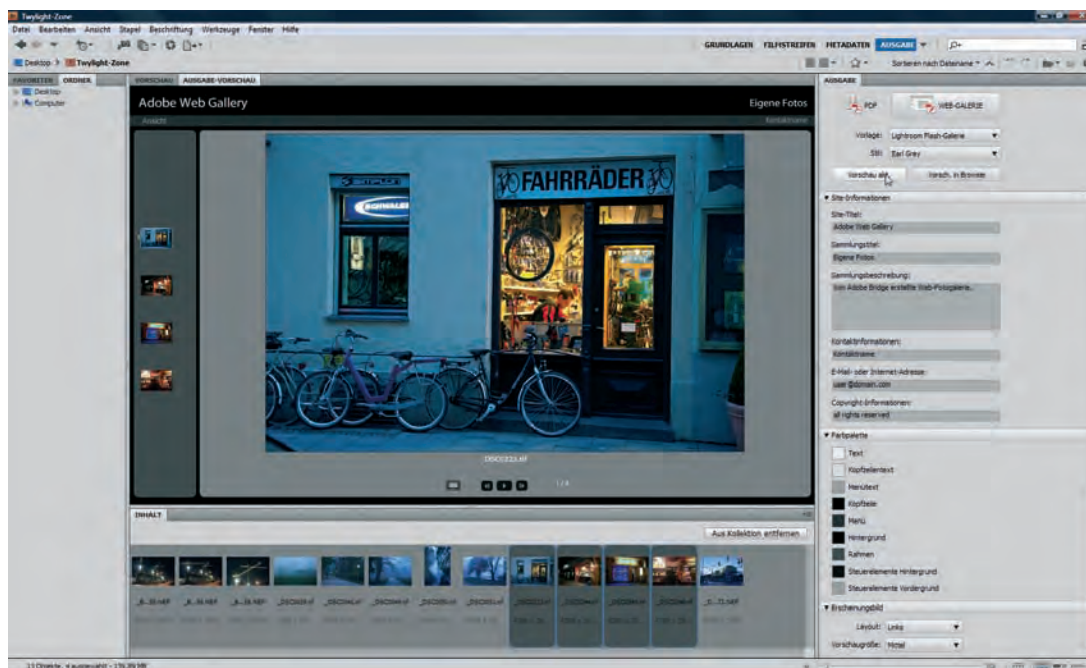 Twylight-Zone
Datei Bearbeiten Ansicht Stapel Beschriftung Werkzeuge Fenster Hilfe
GRUNDLAGEN FILMSTREIFEN METADATEN AUSGABE
Desktop > Twylight-Zone
Sortieren nach Dateiname
FAVORITEN ORDNER
Desktop
Computer
VORSCHAU AUSGABE-VORSCHAU
Adobe Web Gallery
Eigene Fotos
Ansicht
Kontaktname
FAHRRÄDER
SCHWALBE
1 / 4
INHALT
Aus Kollektion entfernen
AUSGABE
PDF
WEB-GALERIE
Vorlage: Lightroom Flash-Galerie
Stil: Earl Grey
Vorschau akt.
Vorsch. in Browser
Site-Informationen
Site-Titel:
Adobe Web Gallery
Sammlungstitel:
Eigene Fotos
Sammlungsbeschreibung:
Von Adobe Bridge erstellte Web-Fotogalerie.
Kontaktinformationen:
Kontaktname
E-Mail- oder Internet-Adresse:
user@domain.com
Copyright-Informationen:
all rights reserved
Farbpalette
Text
Kopfzeilentext
Menütext
Kopfzeile
Menü
Hintergrund
Rahmen
Steuerelemente Hintergrund
Steuerelemente Vordergrund
Erscheinungsbild
Layout: Links
Vorschaugröße: Mittel